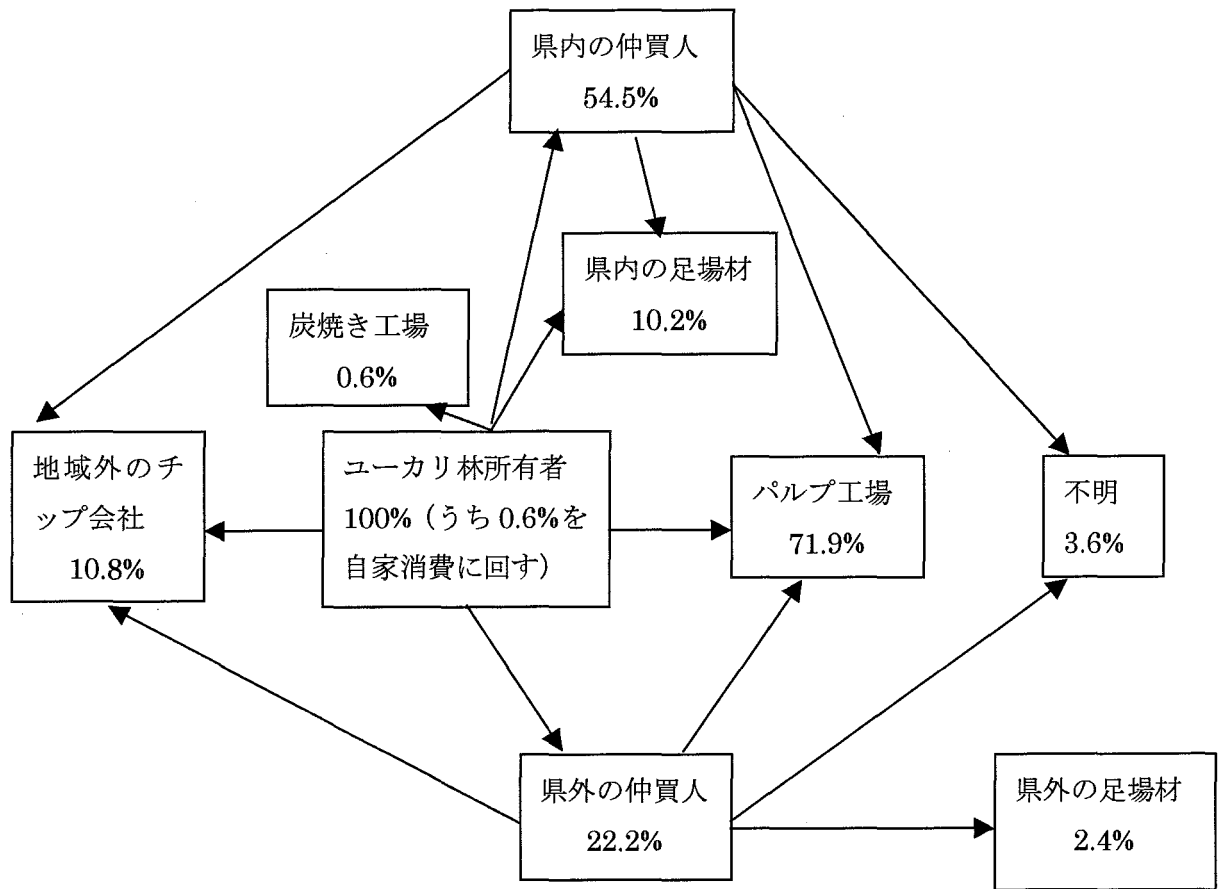 県内の仲買人
54.5%
県内の足場材
10.2%
炭焼き工場
0.6%
地域外のチ
ップ会社
10.8%
ユーカリ林所有者
100%（うち 0.6%を
自家消費に回す）
パルプ工場
71.9%
不明
3.6%
県外の仲買人
22.2%
県外の足場材
2.4%